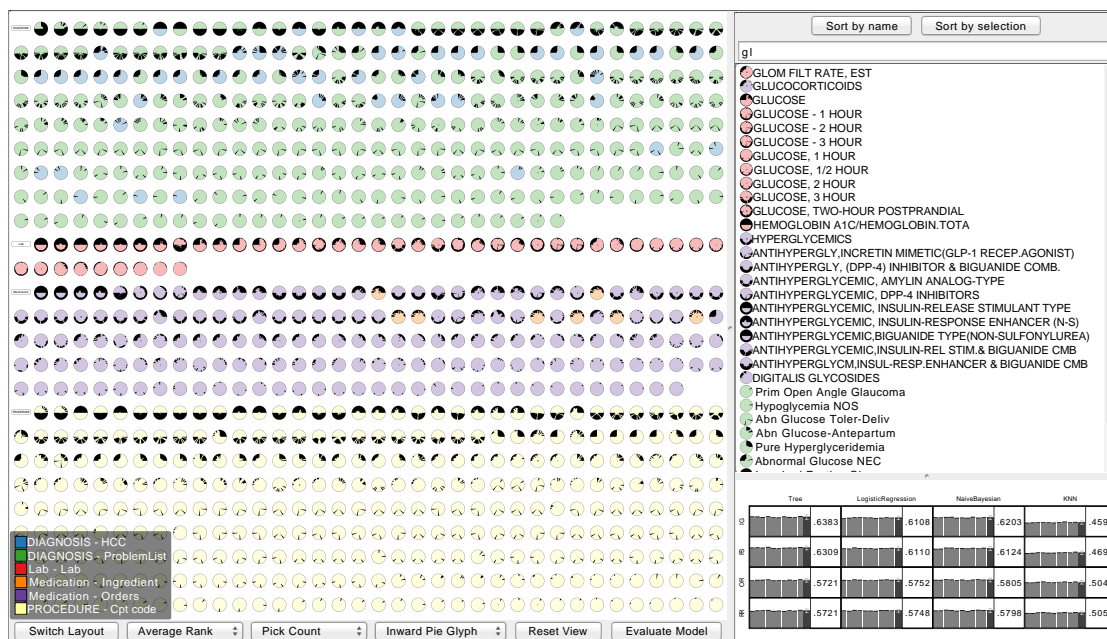 Sort by name
Sort by selection
gl
GLOM FILT RATE, EST
GLUCOCORTICOIDS
GLUCOSE
GLUCOSE - 1 HOUR
GLUCOSE - 2 HOUR
GLUCOSE - 3 HOUR
GLUCOSE, 1 HOUR
GLUCOSE, 1/2 HOUR
GLUCOSE, 2 HOUR
GLUCOSE, 3 HOUR
GLUCOSE, TWO-HOUR POSTPRANDIAL
HEMOGLOBIN A1C/HEMOGLOBIN.TOTA
HYPERGLYCEMICS
ANTIHYPERGLY,INCRETIN MIMETIC(GLP-1 RECEP.AGONIST)
ANTIHYPERGLY, (DPP-4) INHIBITOR & BIGUANIDE COMB.
ANTIHYPERGLYCEMIC, AMYLIN ANALOG-TYPE
ANTIHYPERGLYCEMIC, DPP-4 INHIBITORS
ANTIHYPERGLYCEMIC, INSULIN-RELEASE STIMULANT TYPE
ANTIHYPERGLYCEMIC, INSULIN-RESPONSE ENHANCER (N-S)
ANTIHYPERGLYCEMIC,BIGUANIDE TYPE(NON-SULFONYLUREA)
ANTIHYPERGLYCEMIC,INSULIN-REL STIM.& BIGUANIDE CMB
ANTIHYPERGLYCM,INSUL-RESP.ENHANCER & BIGUANIDE CMB
DIGITALIS GLYCOSIDES
Prim Open Angle Glaucoma
Hypoglycemia NOS
Abn Glucose Toler-Deliv
Abn Glucose-Antepartum
Pure Hyperglyceridemia
Abnormal Glucose NEC
Tree
LogisticRegression
NaiveBayesian
KNN
IG
.6383
.6108
.6203
.459
.6309
.6110
.6124
.469
OR
.5721
.5752
.5805
.504
RR
.5721
.5748
.5798
.505
DIAGNOSIS - HCC
DIAGNOSIS - ProblemList
Lab - Lab
Medication - Ingredient
Medication - Orders
PROCEDURE - Cpt code
Switch Layout
Average Rank
Pick Count
Inward Pie Glyph
Reset View
Evaluate Model